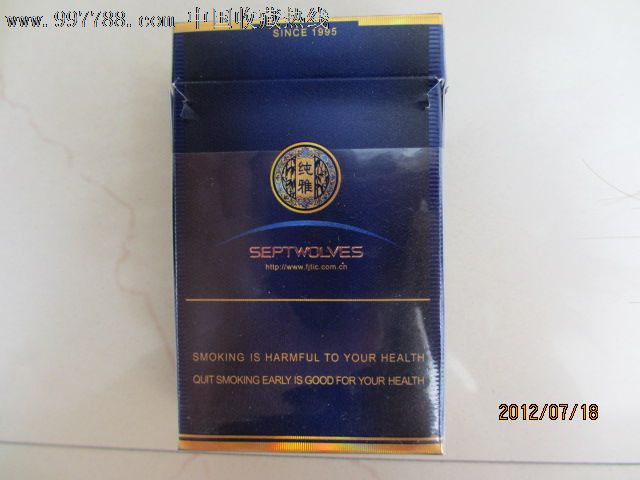 www.997788.com 中国收藏热线
SINCE 1995
纯
雅
SEPTWOLVES
http://www.fjtic.com.cn
SMOKING IS HARMFUL TO YOUR HEALTH
QUIT SMOKING EARLY IS GOOD FOR YOUR HEALTH
2012/07/18